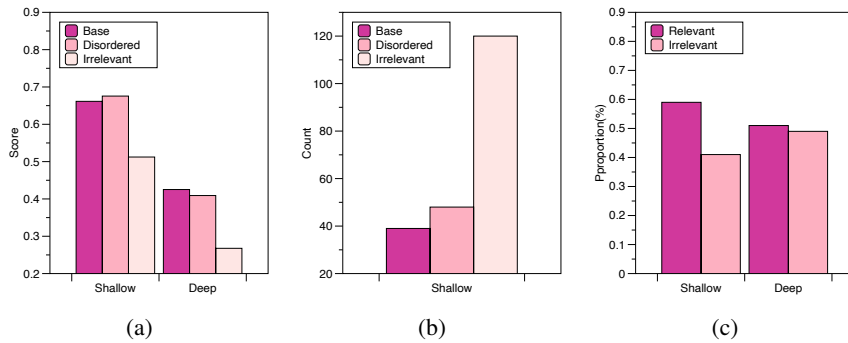 0.9
0.8
0.7
0.6
0.5
0.4
0.3
0.2
Score
Base
Disordered
Irrelevant
Shallow Deep
(a)
120
100
80
60
40
20
Count
Base
Disordered
Irrelevant
Shallow
(b)
0.9
0.8
0.7
0.6
0.5
0.4
0.3
0.2
0.1
0
Pproportion(%)
Relevant
Irrelevant
Shallow Deep
(c)